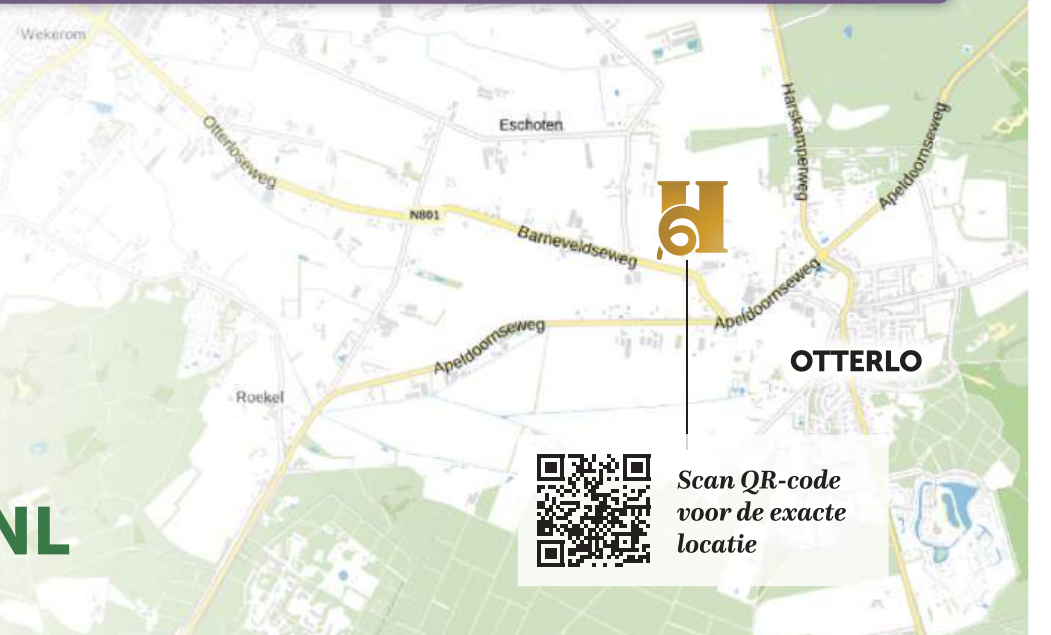 Wekerom
Otterloseweg
Eschoten
Harskamperweg
Apeldoornseweg
N801
Barneveldseweg
H6
Apeldoornseweg
Apeldoornseweg
OTTERLO
Roekel
NL
Scan QR-code
voor de exacte
locatie